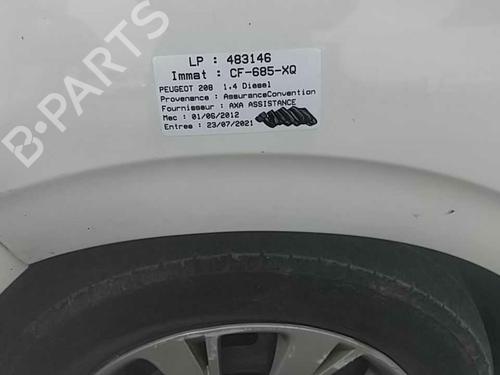 LP : 483146
Immat : CF-685-XQ
PEUGEOT 208 1.4 Diesel
Provenance : AssuranceConvention
Fournisseur : AXA ASSISTANCE
Mec : 01/06/2012
Entree : 23/07/2021
B-PARTS